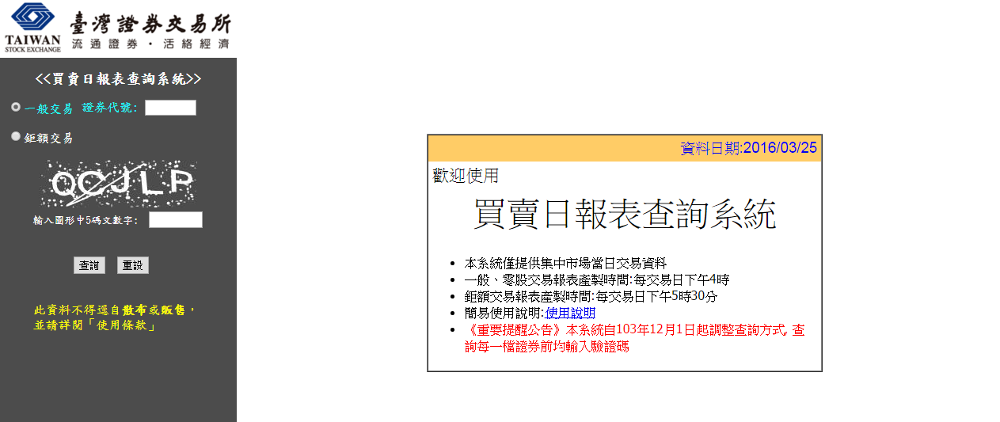 臺灣證券交易所
TAIWAN
STOCK EXCHANGE
流通證券・活絡經濟
<<買賣日報表查詢系統>>
一般交易 證券代號:
鉅額交易
QCJLP
輸入圖形中5碼文數字:
查詢 重設
此資料不得逕自散布或販售，
並請詳閱「使用條款」
資料日期:2016/03/25
歡迎使用
買賣日報表查詢系統
本系統僅提供集中市場當日交易資料
一般、零股交易報表產製時間:每交易日下午4時
鉅額交易報表產製時間:每交易日下午5時30分
簡易使用說明:使用說明
《重要提醒公告》本系統自103年12月1日起調整查詢方式, 查
詢每一檔證券前均輸入驗證碼